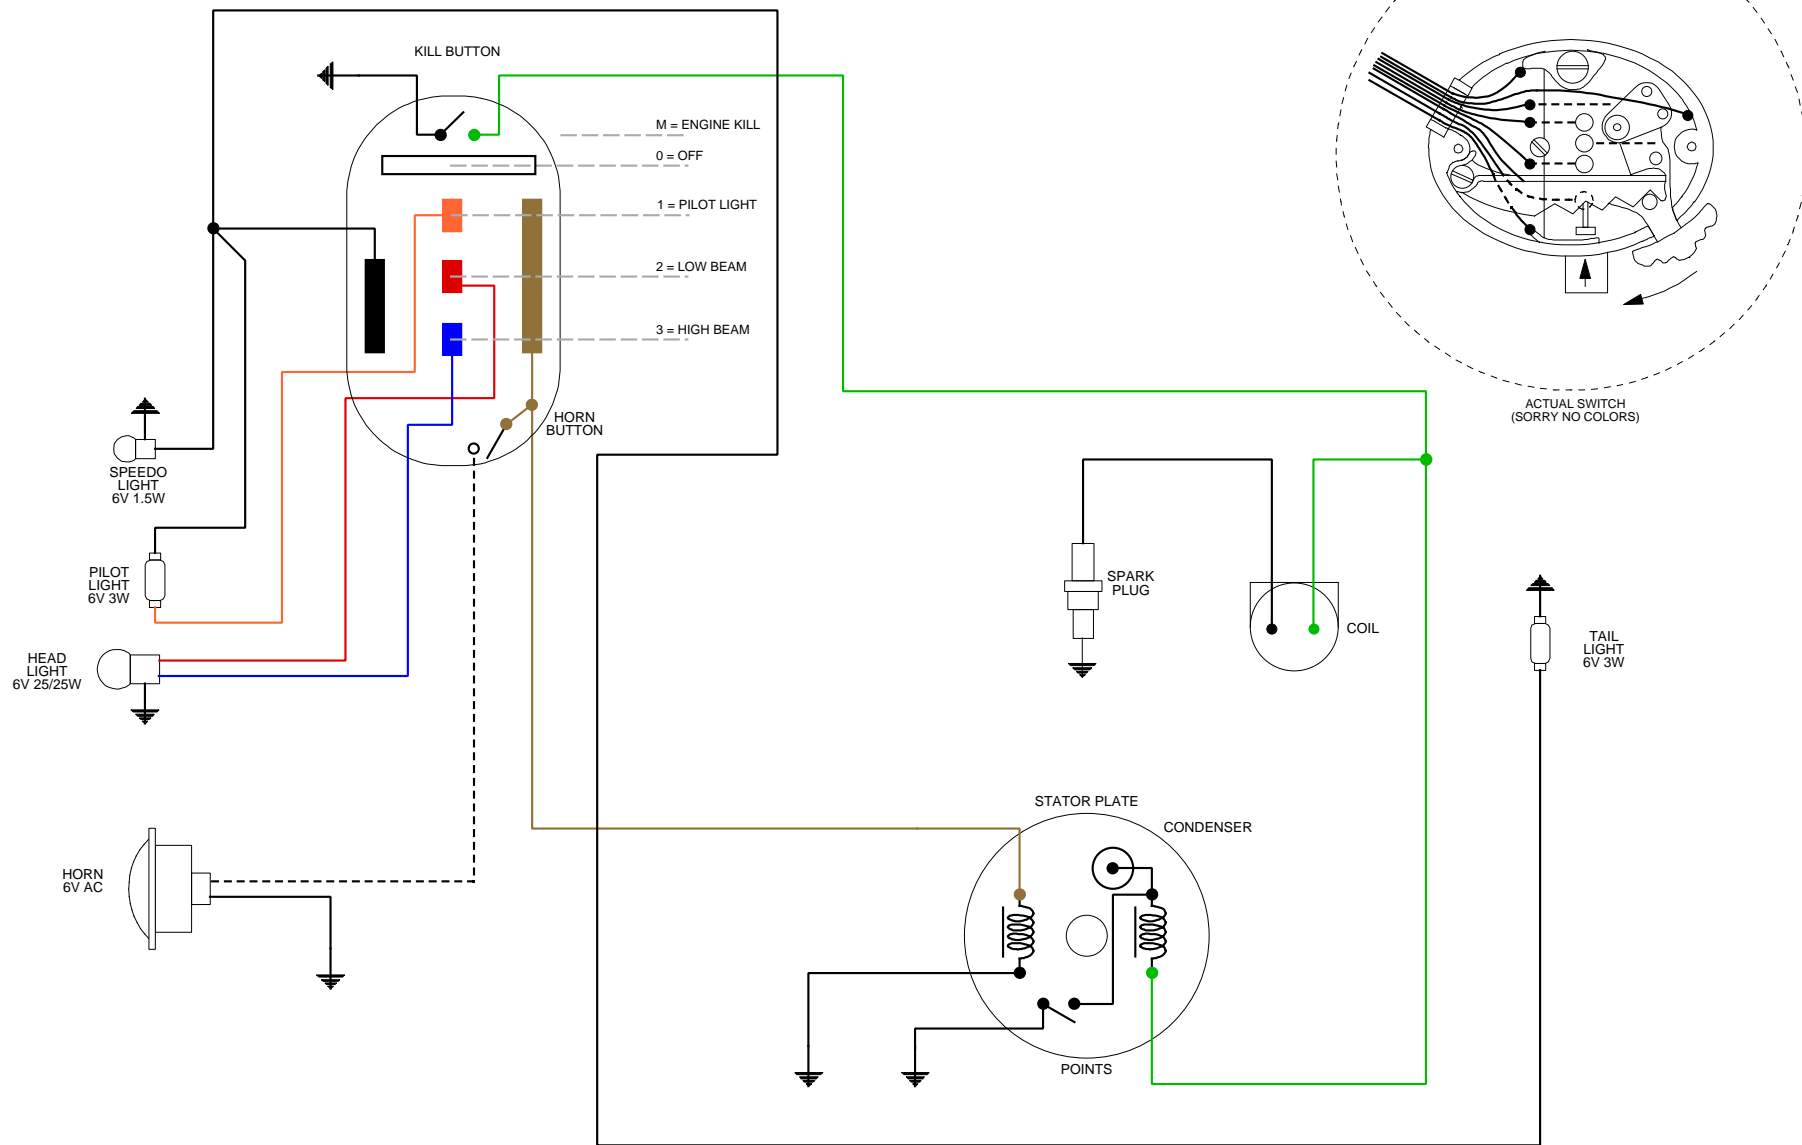 KILL BUTTON
M = ENGINE KILL
0 = OFF
1 = PILOT LIGHT
2 = LOW BEAM
3 = HIGH BEAM
HORN
BUTTON
ACTUAL SWITCH
(SORRY NO COLORS)
SPEEDO
LIGHT
6V 1.5W
PILOT
LIGHT
6V 3W
HEAD
LIGHT
6V 25/25W
SPARK
PLUG
COIL
TAIL
LIGHT
6V 3W
STATOR PLATE
CONDENSER
HORN
6V AC
POINTS